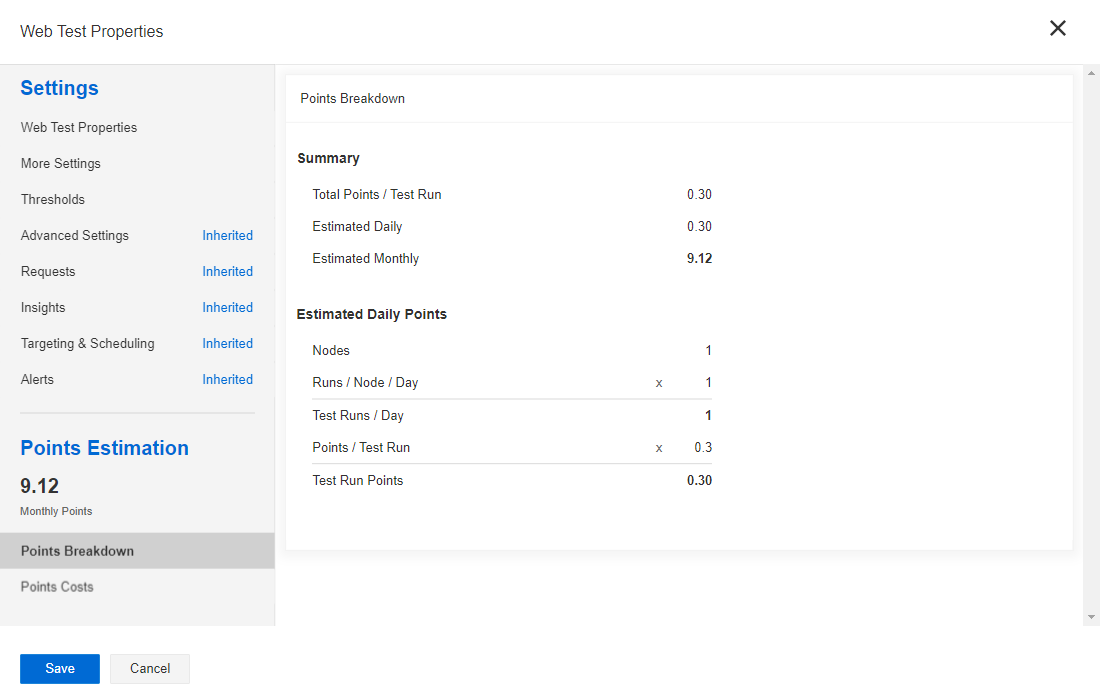 Web Test Properties
Settings
Web Test Properties
More Settings
Thresholds
Advanced Settings Inherited
Requests Inherited
Insights Inherited
Targeting & Scheduling Inherited
Alerts Inherited
Points Estimation
9.12
Monthly Points
Points Breakdown
Points Costs
Points Breakdown
Summary
Total Points / Test Run 0.30
Estimated Daily 0.30
Estimated Monthly 9.12
Estimated Daily Points
Nodes 1
Runs / Node / Day x 1
Test Runs / Day 1
Points / Test Run x 0.3
Test Run Points 0.30
Save Cancel